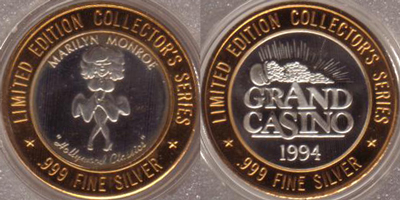 LIMITED EDITION COLLECTOR'S SERIES
MARILYN MONROE
"Hollywood Classics"
.999 FINE SILVER
LIMITED EDITION COLLECTOR'S SERIES
GRAND
CASINO
1994
.999 FINE SILVER